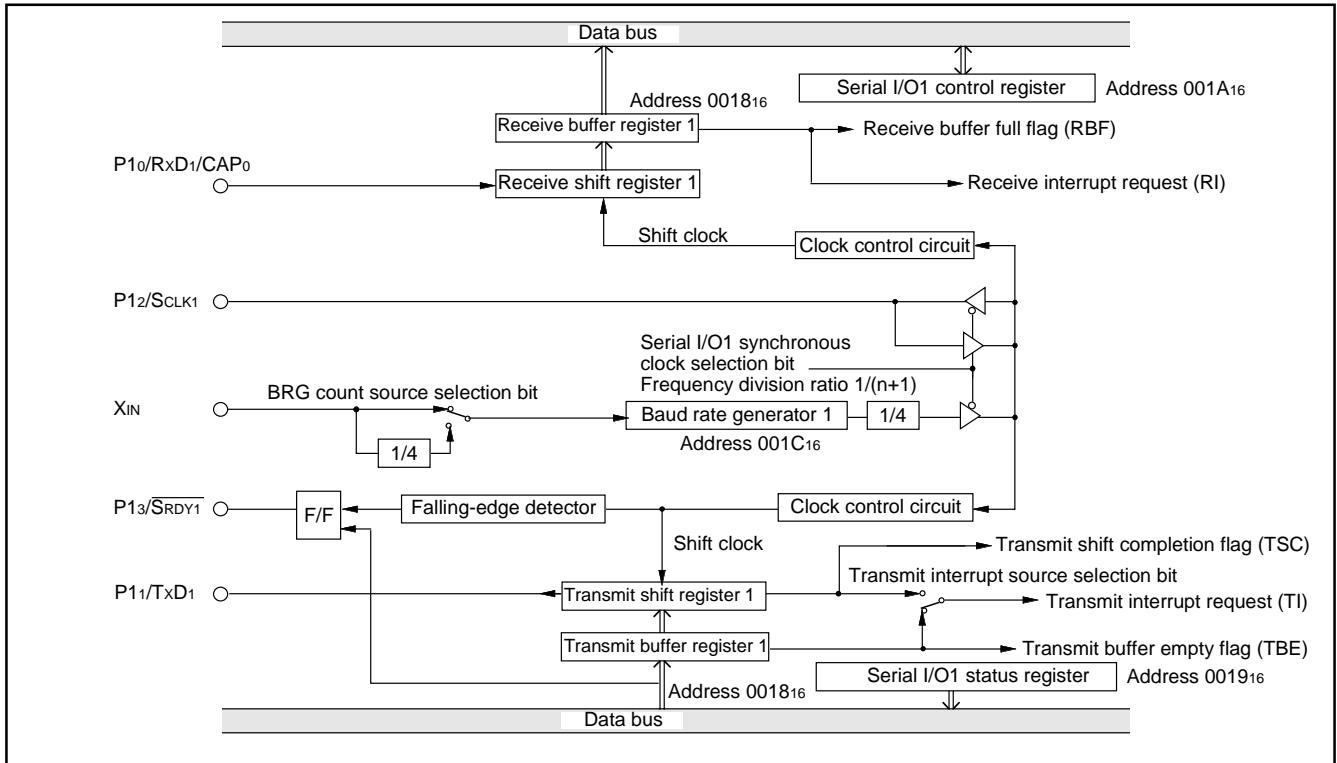 Data bus
Serial I/O1 control register
Address 001A16
Address 001816
Receive buffer register 1
Receive buffer full flag (RBF)
P10/RxD1/CAP0
Receive shift register 1
Receive interrupt request (RI)
Shift clock
Clock control circuit
P12/SCLK1
Serial I/O1 synchronous
clock selection bit
Frequency division ratio 1/(n+1)
BRG count source selection bit
XIN
Baud rate generator 1
1/4
Address 001C16
1/4
P13/SRDY1
F/F
Falling-edge detector
Clock control circuit
Shift clock
Transmit shift completion flag (TSC)
Transmit interrupt source selection bit
P11/TxD1
Transmit shift register 1
Transmit interrupt request (TI)
Transmit buffer register 1
Transmit buffer empty flag (TBE)
Address 001816
Serial I/O1 status register
Address 001916
Data bus